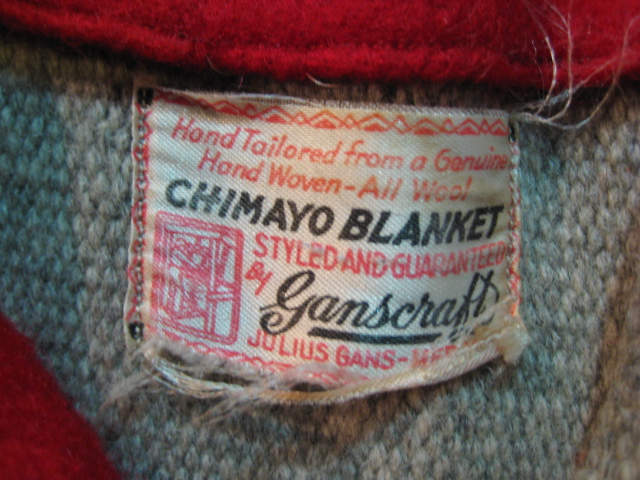 Hand Tailored from a Genuine
Hand Woven-All Wool
CHIMAYO BLANKET
STYLED AND GUARANTEED
By Ganscraft
JULIUS GANS-